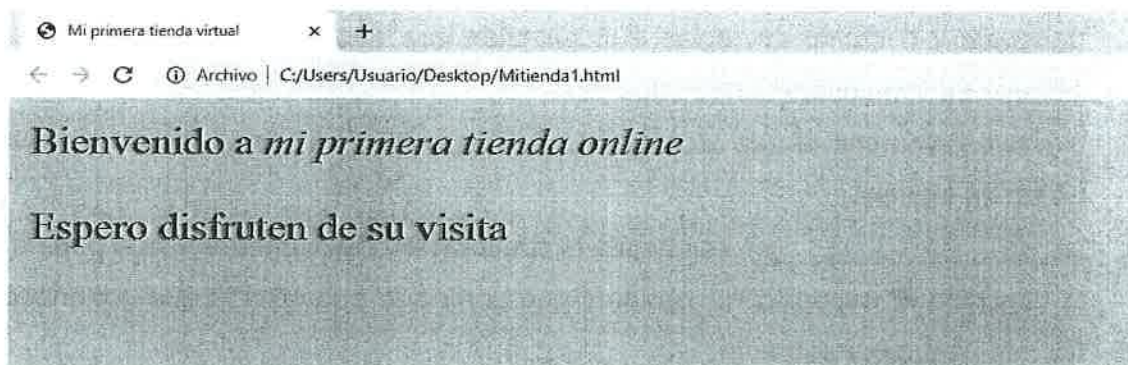 Mi primera tienda virtual
Archivo | C:/Users/Usuario/Desktop/Mitienda1.html
Bienvenido a mi primera tienda online
Espero disfruten de su visita